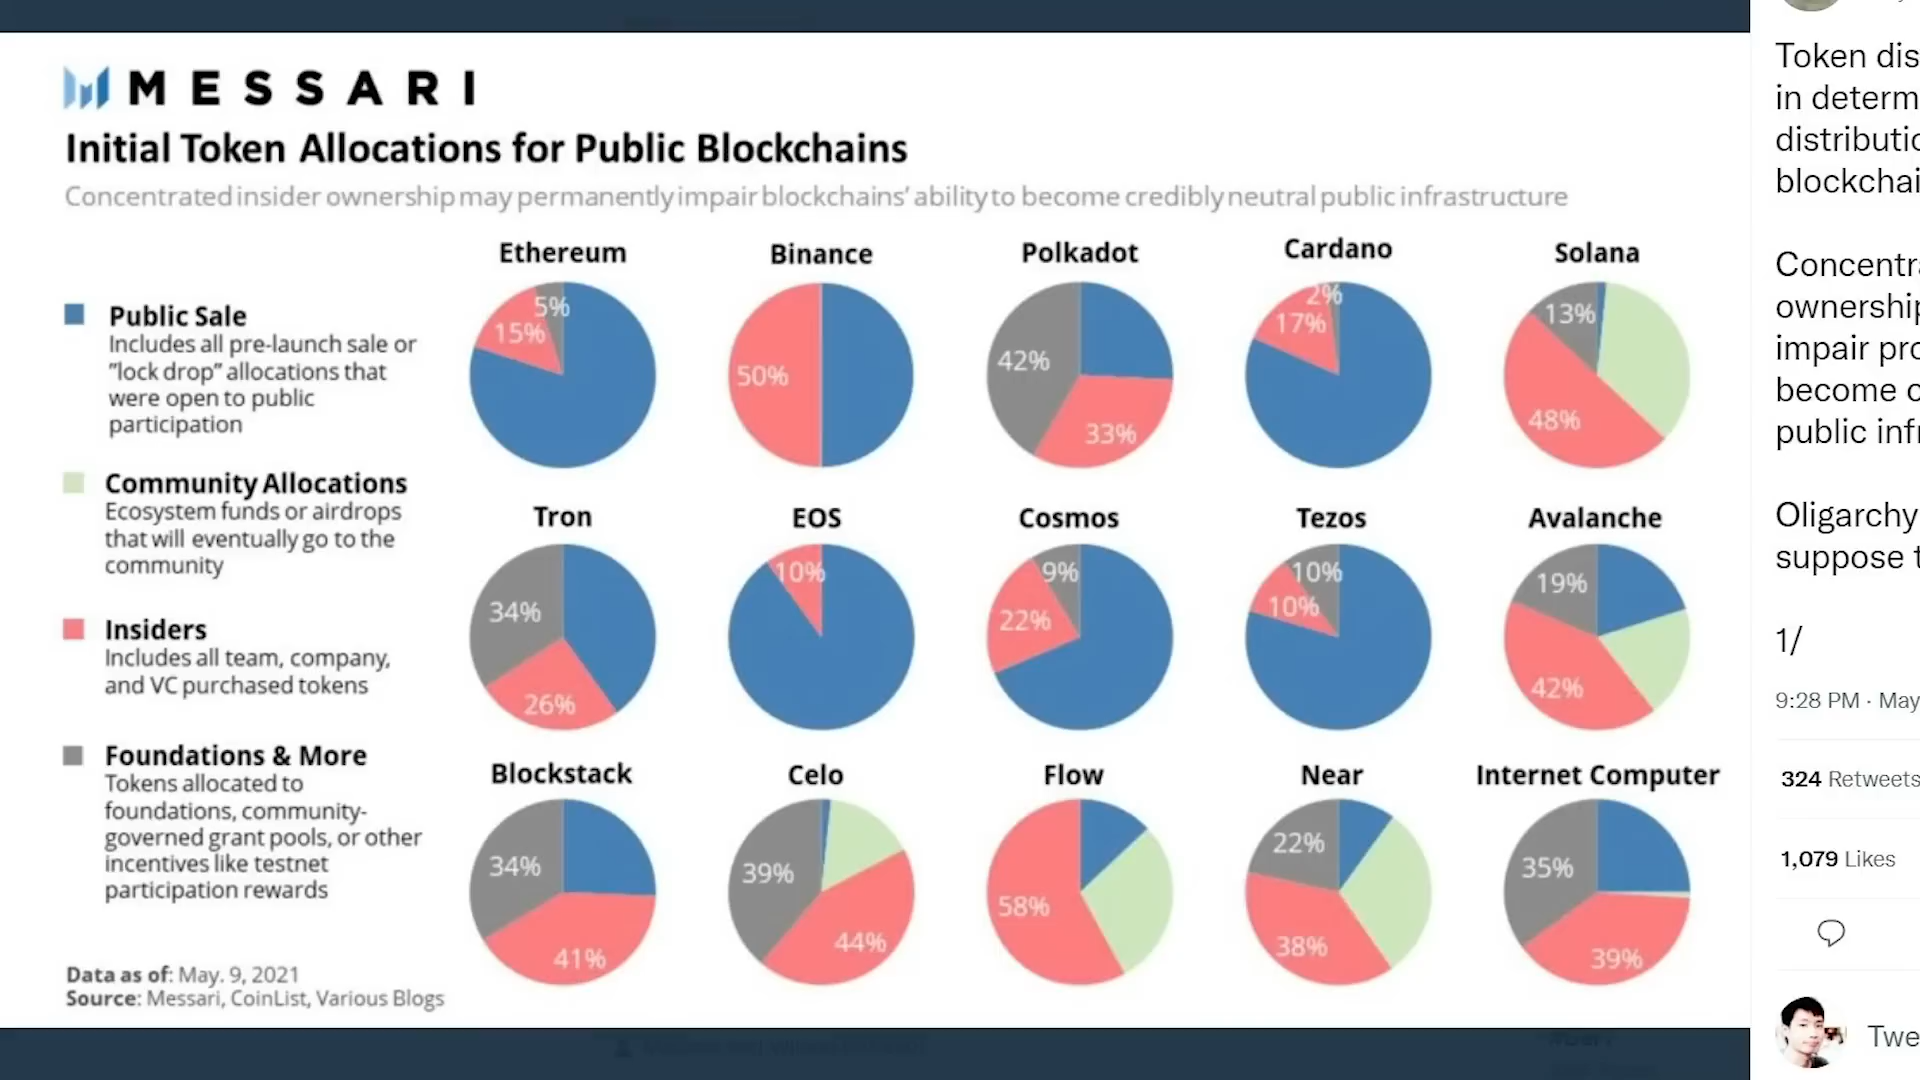 MESSARI
Initial Token Allocations for Public Blockchains
Concentrated insider ownership may permanently impair blockchains' ability to become credibly neutral public infrastructure
Public Sale
Includes all pre-launch sale or
"lock drop" allocations that
were open to public
participation
Community Allocations
Ecosystem funds or airdrops
that will eventually go to the
community
Insiders
Includes all team, company,
and VC purchased tokens
Foundations & More
Tokens allocated to
foundations, community-
governed grant pools, or other
incentives like testnet
participation rewards
Data as of: May. 9, 2021
Source: Messari, CoinList, Various Blogs
Ethereum
5%
15%
Binance
50%
Polkadot
42%
33%
Cardano
2%
17%
Solana
13%
48%
Tron
34%
26%
EOS
10%
Cosmos
9%
22%
Tezos
10%
10%
Avalanche
19%
42%
Blockstack
34%
41%
Celo
39%
44%
Flow
58%
Near
22%
38%
Internet Computer
35%
39%
Token dis
in determ
distributio
blockchai
Concentra
ownership
impair pro
become c
public infr
Oligarchy
suppose t
1/
9:28 PM · May
324 Retweets
1,079 Likes
Twe